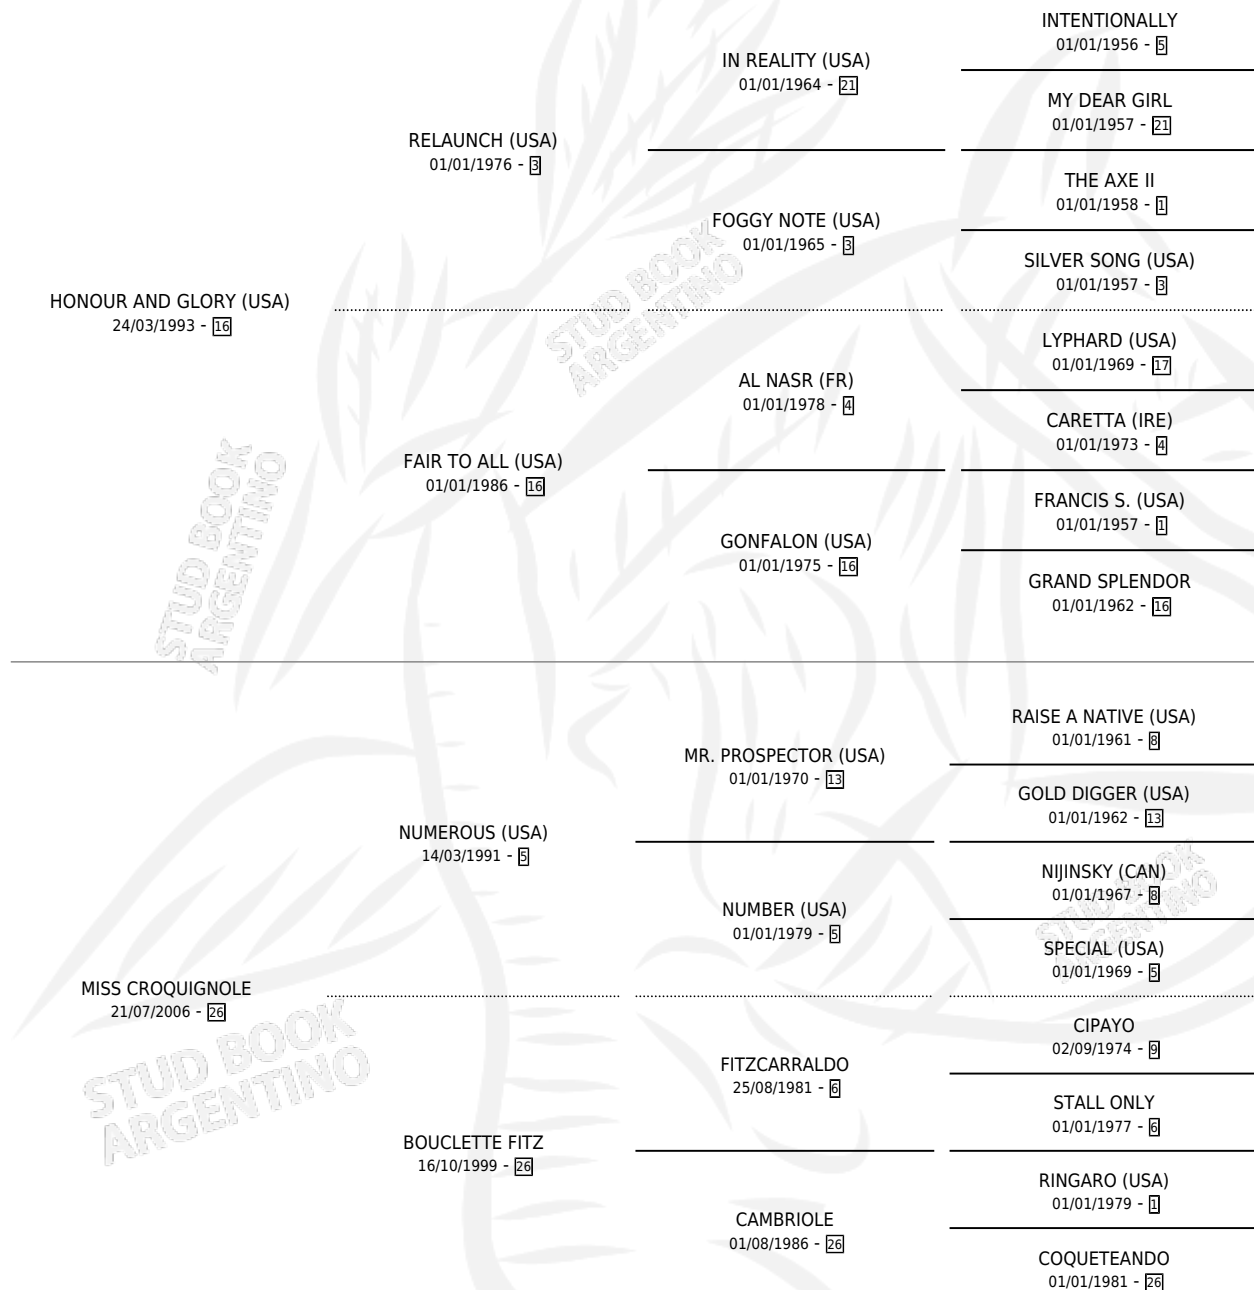 INTENTIONALLY
01/01/1956 - 5
IN REALITY (USA)
01/01/1964 - 21
MY DEAR GIRL
01/01/1957 - 21
RELAUNCH (USA)
01/01/1976 - 3
THE AXE II
01/01/1958 - 1
FOGGY NOTE (USA)
01/01/1965 - 3
SILVER SONG (USA)
01/01/1957 - 3
HONOUR AND GLORY (USA)
24/03/1993 - 16
LYPHARD (USA)
01/01/1969 - 17
AL NASR (FR)
01/01/1978 - 4
CARETTA (IRE)
01/01/1973 - 4
FAIR TO ALL (USA)
01/01/1986 - 16
FRANCIS S. (USA)
01/01/1957 - 1
GONFALON (USA)
01/01/1975 - 16
GRAND SPLENDOR
01/01/1962 - 16
RAISE A NATIVE (USA)
01/01/1961 - 8
MR. PROSPECTOR (USA)
01/01/1970 - 13
GOLD DIGGER (USA)
01/01/1962 - 13
NUMEROUS (USA)
14/03/1991 - 5
NIJINSKY (CAN)
01/01/1967 - 8
NUMBER (USA)
01/01/1979 - 5
SPECIAL (USA)
01/01/1969 - 5
MISS CROQUIGNOLE
21/07/2006 - 26
CIPAYO
02/09/1974 - 9
FITZCARRALDO
25/08/1981 - 6
STALL ONLY
01/01/1977 - 6
BOUCLETTE FITZ
16/10/1999 - 26
RINGARO (USA)
01/01/1979 - 1
CAMBRIOLE
01/08/1986 - 26
COQUETEANDO
01/01/1981 - 26
STUD BOOK
ARGENTINO
STUD BOOK
ARGENTINO
STUD BOOK
ARGENTINO
STUD BOOK
ARGENTINO